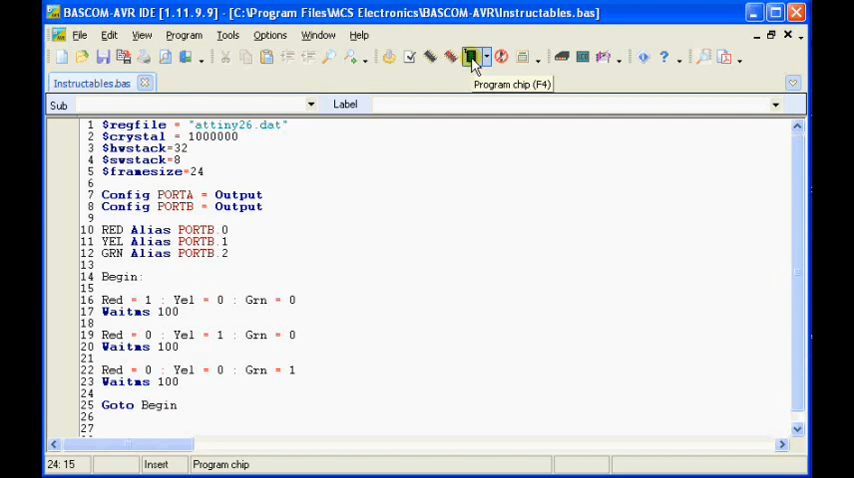 BASCOM-AVR IDE [1.11.9.9] - [C:\Program Files\MCS Electronics\BASCOM-AVR\Instructables.bas]
File Edit View Program Tools Options Window Help
Program chip (F4)
Instructables.bas
Sub Label
1 $regfile = "attiny26.dat"
2 $crystal = 1000000
3 $hwstack=32
4 $swstack=8
5 $framesize=24
6
7 Config PORTA = Output
8 Config PORTB = Output
9
10 RED Alias PORTB.0
11 YEL Alias PORTB.1
12 GRN Alias PORTB.2
13
14 Begin:
16 Red = 1 : Yel = 0 : Grn = 0
17 Waitms 100
18
19 Red = 0 : Yel = 1 : Grn = 0
20 Waitms 100
21
22 Red = 0 : Yel = 0 : Grn = 1
23 Waitms 100
24
25 Goto Begin
26
27
24: 15 Insert Program chip